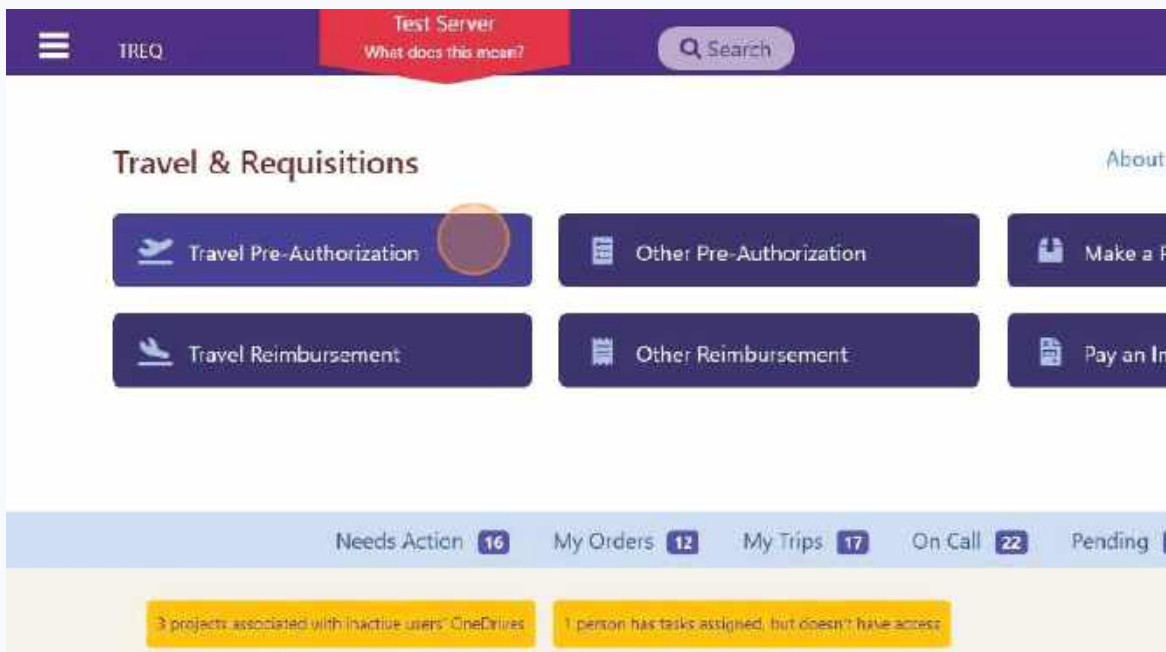 TREQ
Test Server
What does this mean?
Search
Travel & Requisitions
About
Travel Pre-Authorization
Other Pre-Authorization
Make a
Travel Reimbursement
Other Reimbursement
Pay an
Needs Action 16
My Orders 12
My Trips 17
On Call 22
Pending
3 projects associated with inactive users' OneDrives
1 person has tasks assigned, but doesn't have access